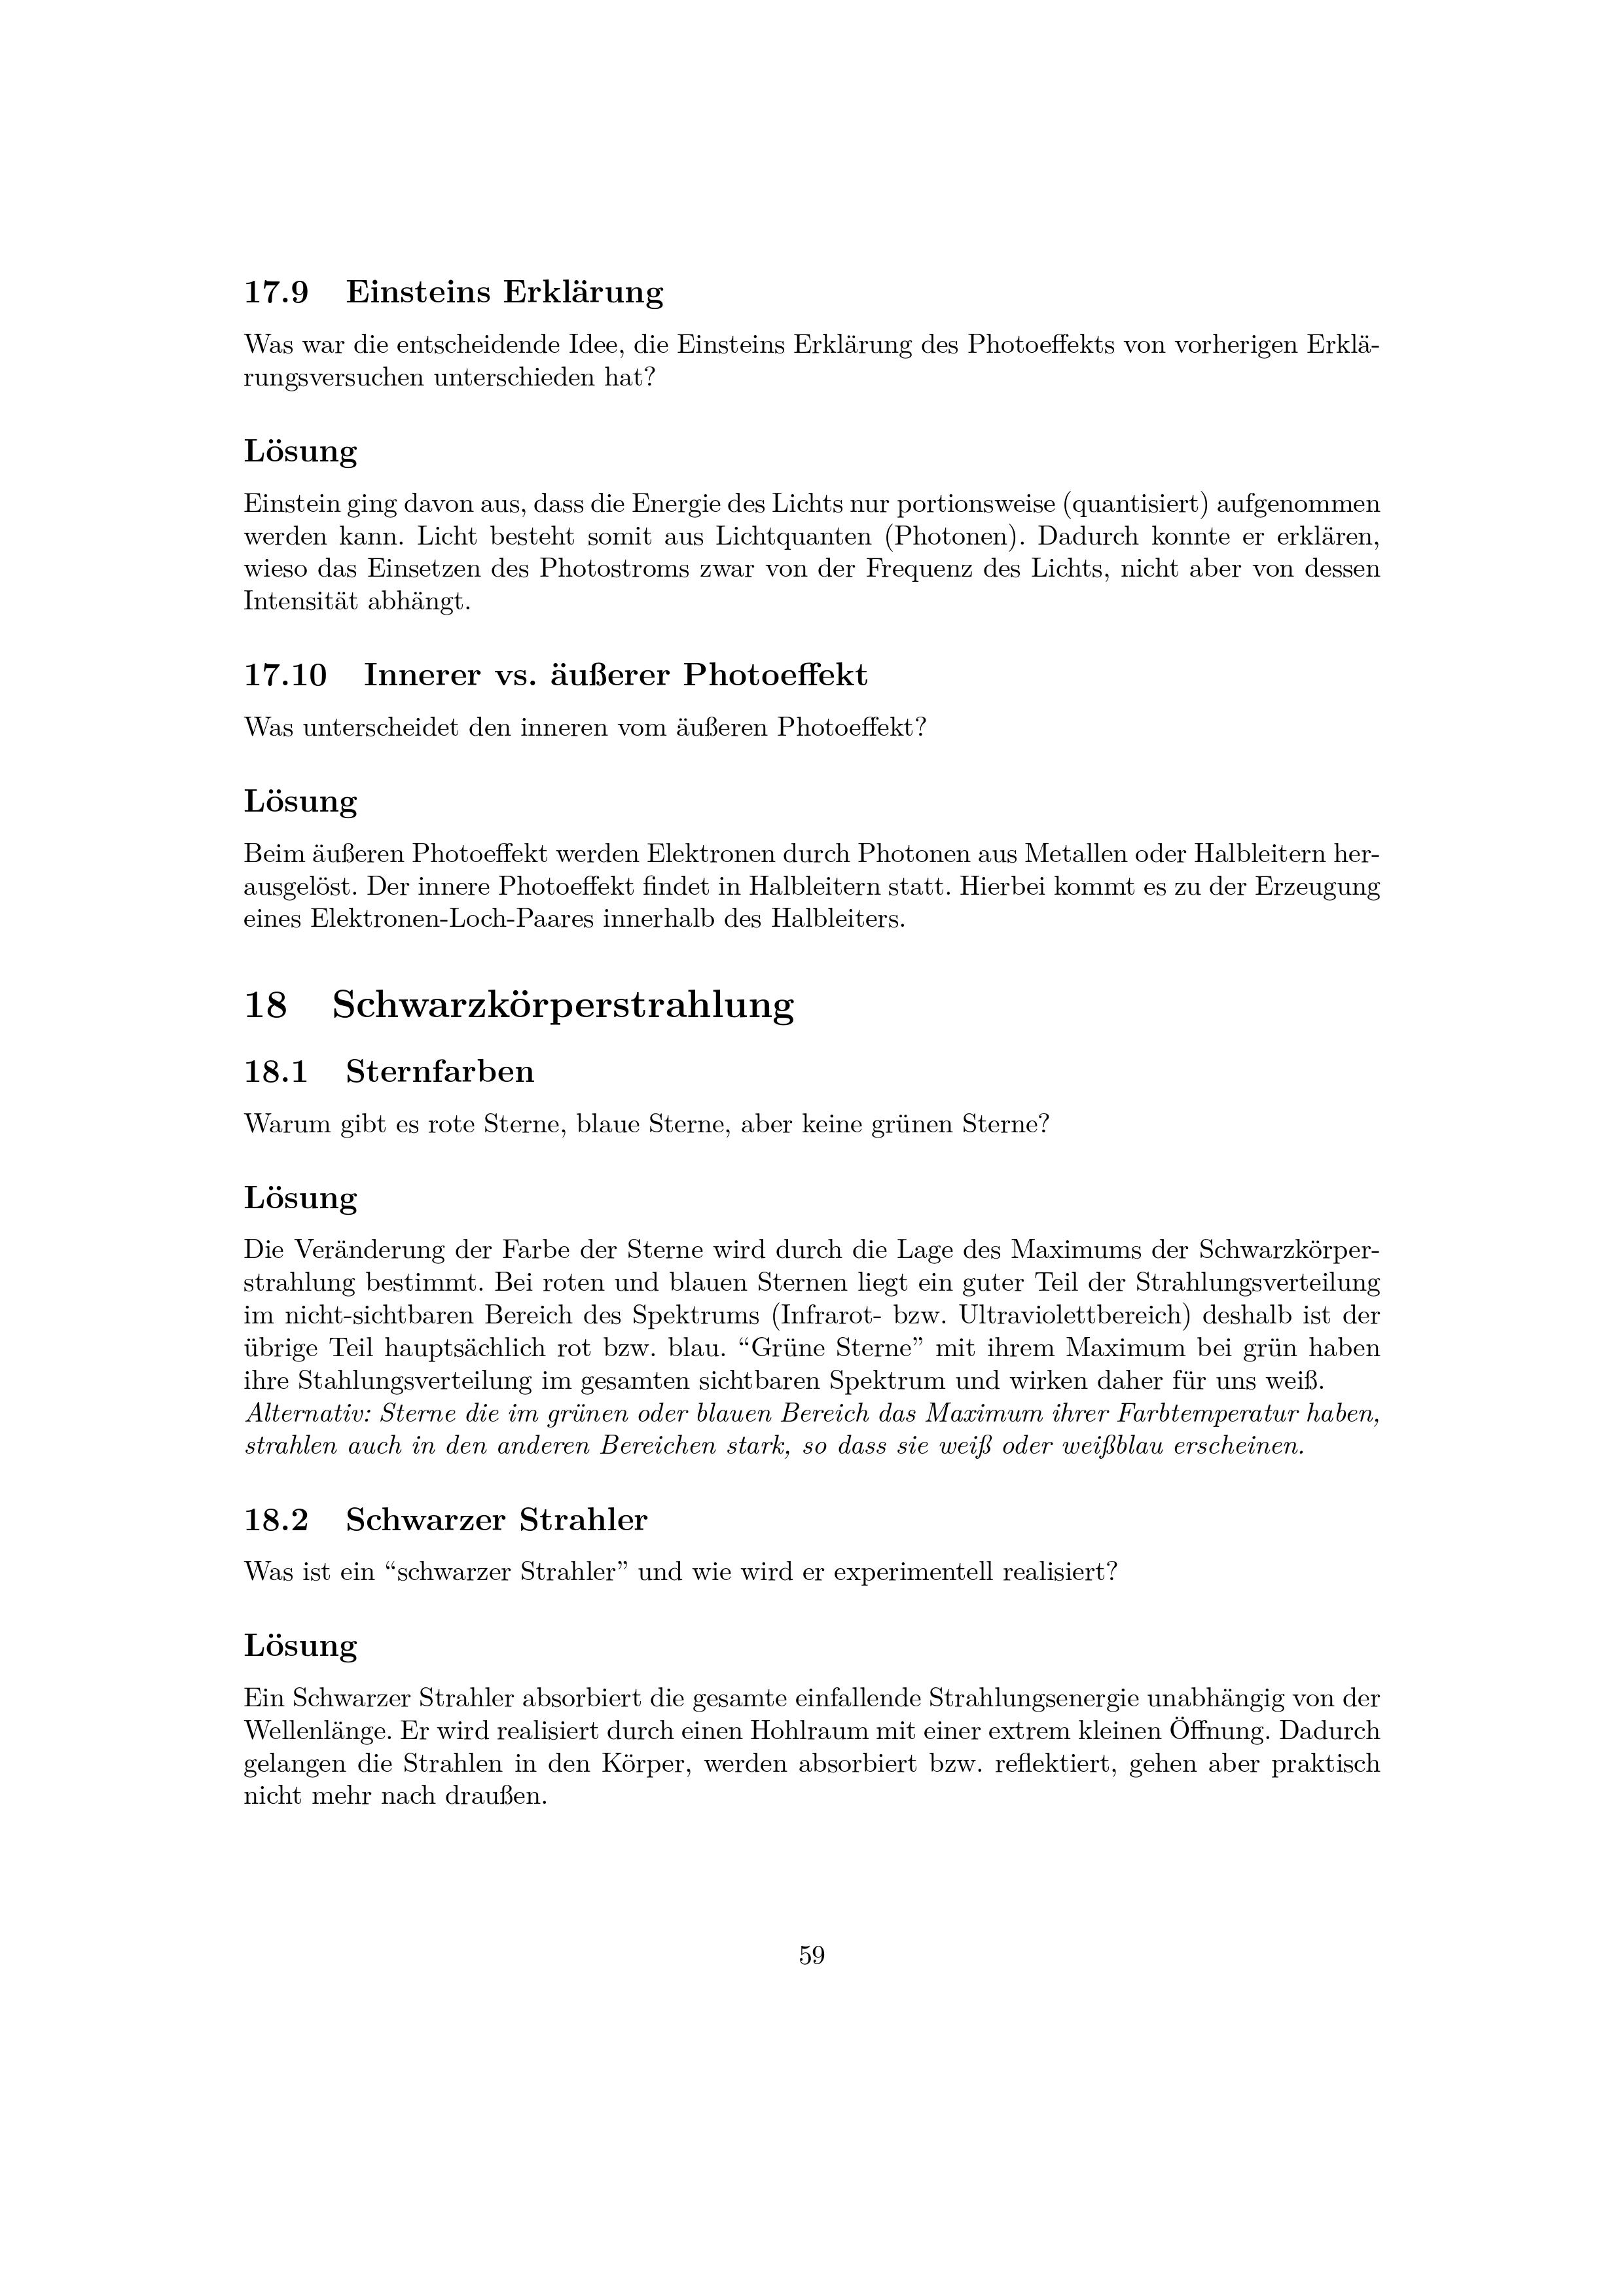 17.9 Einsteins Erklärung
Was war die entscheidende Idee, die Einsteins Erklärung des Photoeffekts von vorherigen Erklä-
rungsversuchen unterschieden hat?
Lösung
Einstein ging davon aus, dass die Energie des Lichts nur portionsweise (quantisiert) aufgenommen
werden kann. Licht besteht somit aus Lichtquanten (Photonen). Dadurch konnte er erklären,
wieso das Einsetzen des Photostroms zwar von der Frequenz des Lichts, nicht aber von dessen
Intensität abhängt.
17.10 Innerer vs. äußerer Photoeffekt
Was unterscheidet den inneren vom äußeren Photoeffekt?
Lösung
Beim äußeren Photoeffekt werden Elektronen durch Photonen aus Metallen oder Halbleitern her-
ausgelöst. Der innere Photoeffekt findet in Halbleitern statt. Hierbei kommt es zu der Erzeugung
eines Elektronen-Loch-Paares innerhalb des Halbleiters.
18 Schwarzkörperstrahlung
18.1 Sternfarben
Warum gibt es rote Sterne, blaue Sterne, aber keine grünen Sterne?
Lösung
Die Veränderung der Farbe der Sterne wird durch die Lage des Maximums der Schwarzkörper-
strahlung bestimmt. Bei roten und blauen Sternen liegt ein guter Teil der Strahlungsverteilung
im nicht-sichtbaren Bereich des Spektrums (Infrarot- bzw. Ultraviolettbereich) deshalb ist der
übrige Teil hauptsächlich rot bzw. blau. “Grüne Sterne” mit ihrem Maximum bei grün haben
ihre Stahlungsverteilung im gesamten sichtbaren Spektrum und wirken daher für uns weiß.
Alternativ: Sterne die im grünen oder blauen Bereich das Maximum ihrer Farbtemperatur haben,
strahlen auch in den anderen Bereichen stark, so dass sie weiß oder weißblau erscheinen.
18.2 Schwarzer Strahler
Was ist ein “schwarzer Strahler” und wie wird er experimentell realisiert?
Lösung
Ein Schwarzer Strahler absorbiert die gesamte einfallende Strahlungsenergie unabhängig von der
Wellenlänge. Er wird realisiert durch einen Hohlraum mit einer extrem kleinen Öffnung. Dadurch
gelangen die Strahlen in den Körper, werden absorbiert bzw. reflektiert, gehen aber praktisch
nicht mehr nach draußen.
59